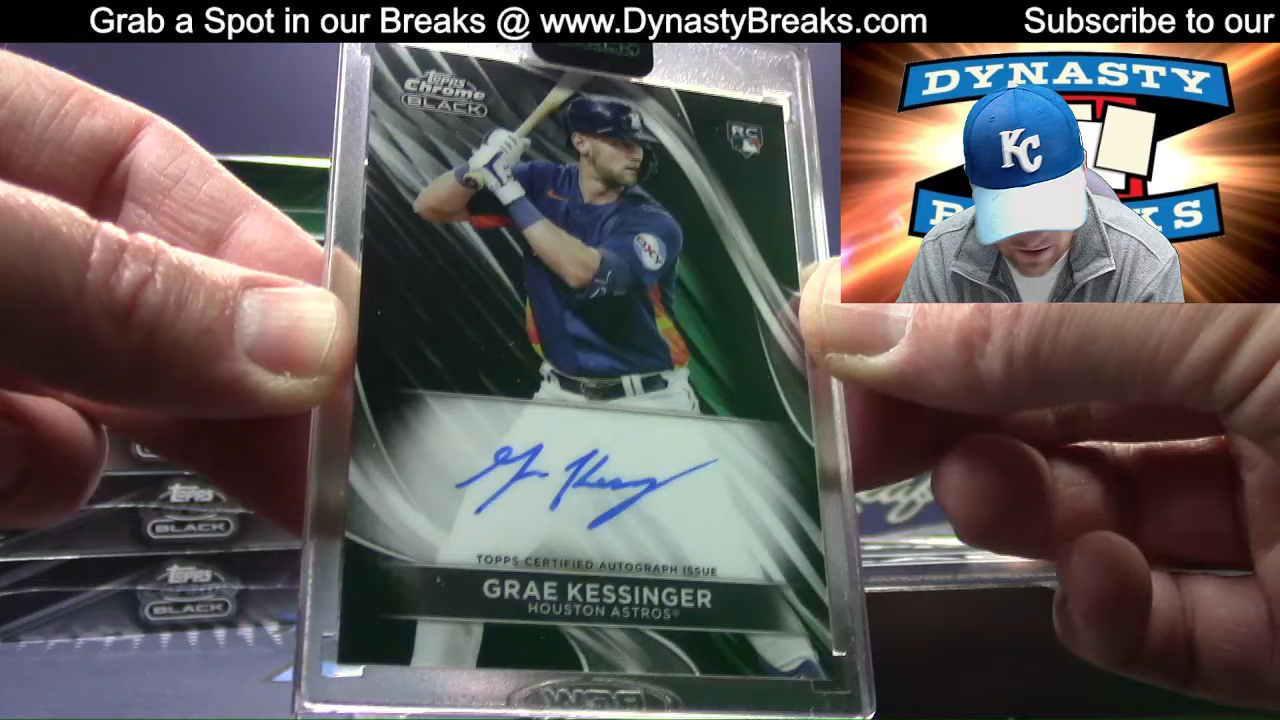 Grab a Spot in our Breaks @ www.DynastyBreaks.com Subscribe to our
DYNASTY
KC
Topps
Chrome
BLACK
RC
OXY
TOPPS CERTIFIED AUTOGRAPH ISSUE
GRAE KESSINGER
HOUSTON ASTROS®
Topps
BLACK
Topps
BLACK